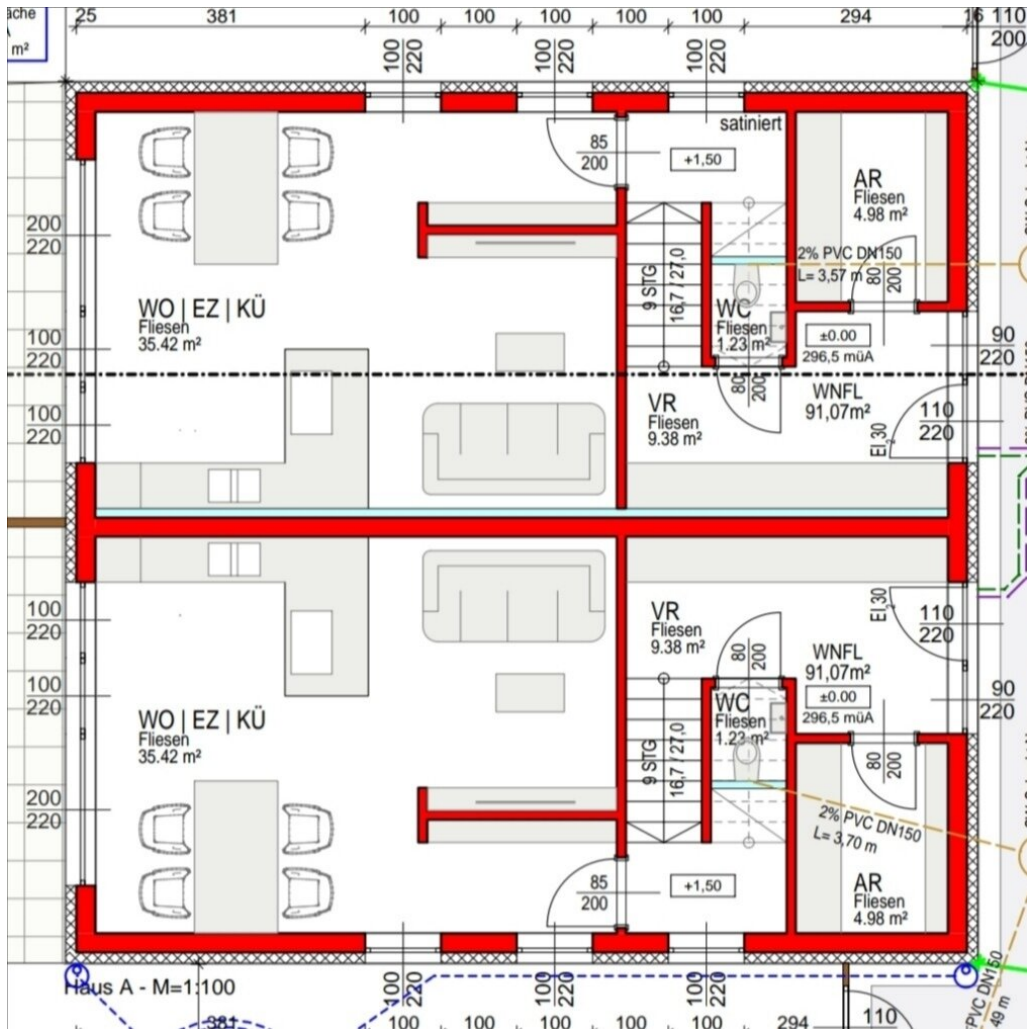 äche
m²
25 381 100 100 100 100 100 294 16 110
200
100
220
100
220
100
220
satiniert
85
200
+1,50
AR
Fliesen
4.98 m²
200
220
2% PVC DN150
L= 3,57 m
80
200
9 STG
16,7 / 27,0
WO | EZ | KÜ
Fliesen
35.42 m²
WC
Fliesen
1.23 m²
±0.00
296,5 müA
90
220
100
220
80
200
VR
Fliesen
9.38 m²
WNFL
91,07m²
110
220
100
220
EI 30
100
220
VR
Fliesen
9.38 m²
EI 30
110
220
80
200
WNFL
91,07m²
±0.00
296,5 müA
90
220
100
220
WC
Fliesen
1.23 m²
WO | EZ | KÜ
Fliesen
35.42 m²
9 STG
16,7 / 27,0
80
200
200
220
2% PVC DN150
L= 3,70 m
85
200
+1,50
AR
Fliesen
4.98 m²
PVC DN150
49 m
Haus A - M=1:100
100
220
100
220
100
220
110
381 100 100 100 100 100 294